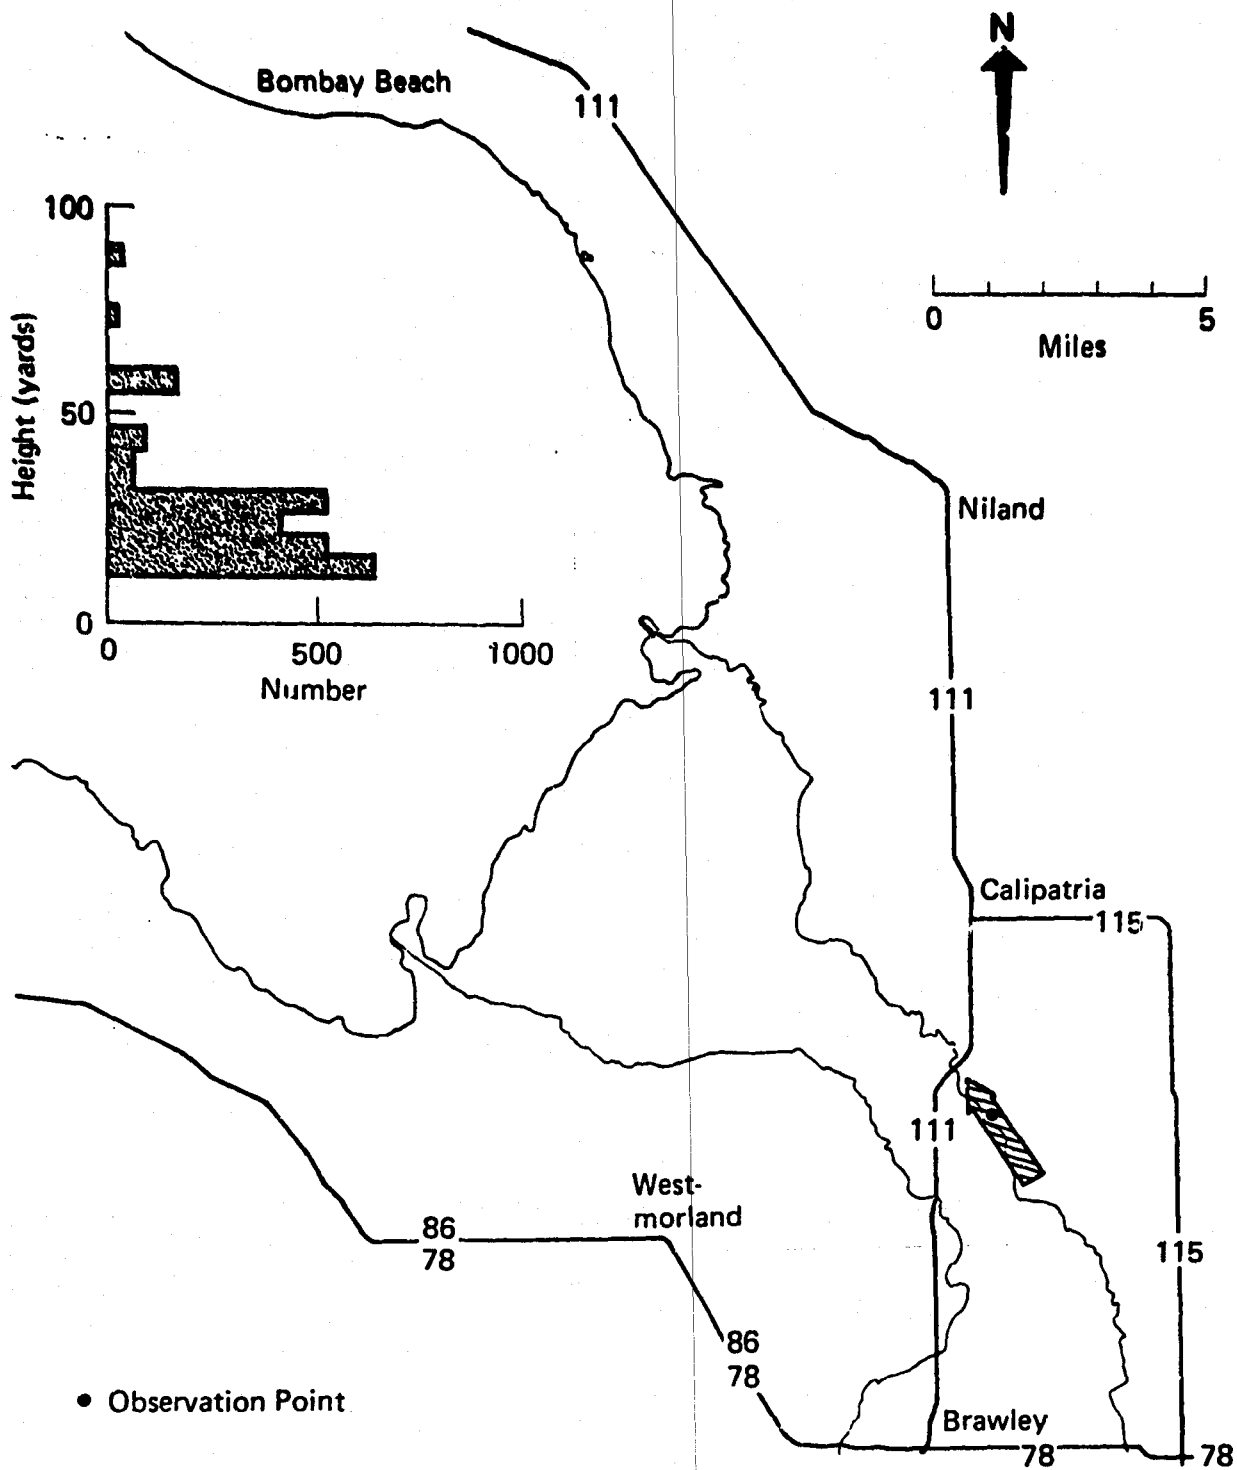 N
Bombay Beach
111
100
0
5
Miles
Height (yards)
50
Niland
0
0
500
1000
Number
111
Calipatria
115
111
West-
morland
86
78
115
86
78
• Observation Point
Brawley
78
78